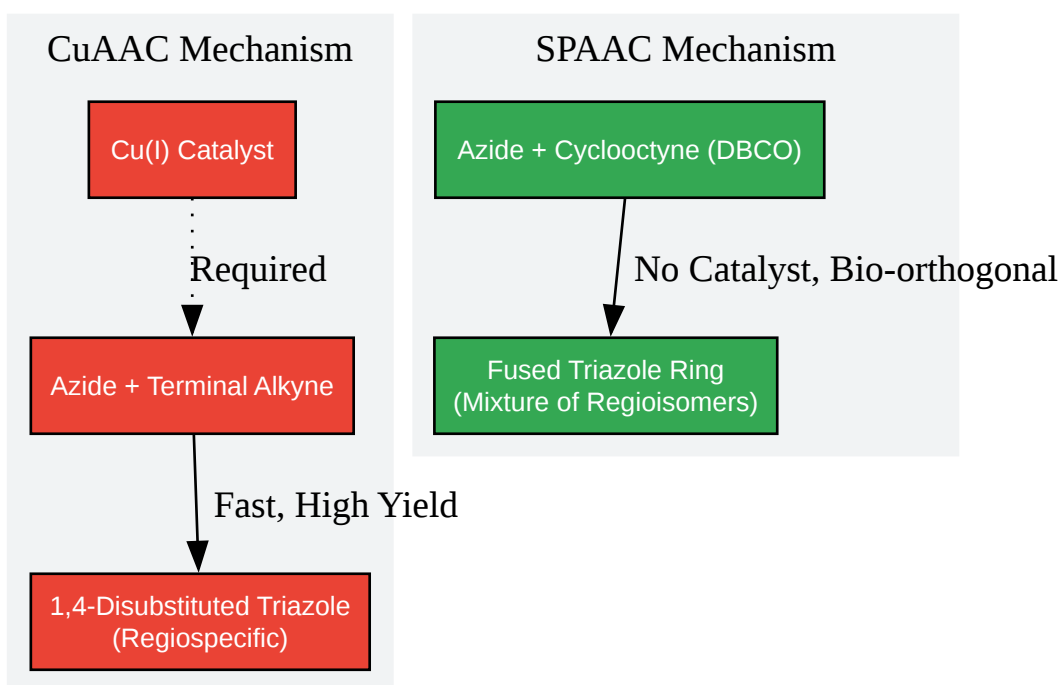 CuAAC Mechanism
Cu(I) Catalyst
Required
Azide + Terminal Alkyne
Fast, High Yield
1,4-Disubstituted Triazole
(Regiospecific)
SPAAC Mechanism
Azide + Cyclooctyne (DBCO)
No Catalyst, Bio-orthogonal
Fused Triazole Ring
(Mixture of Regioisomers)